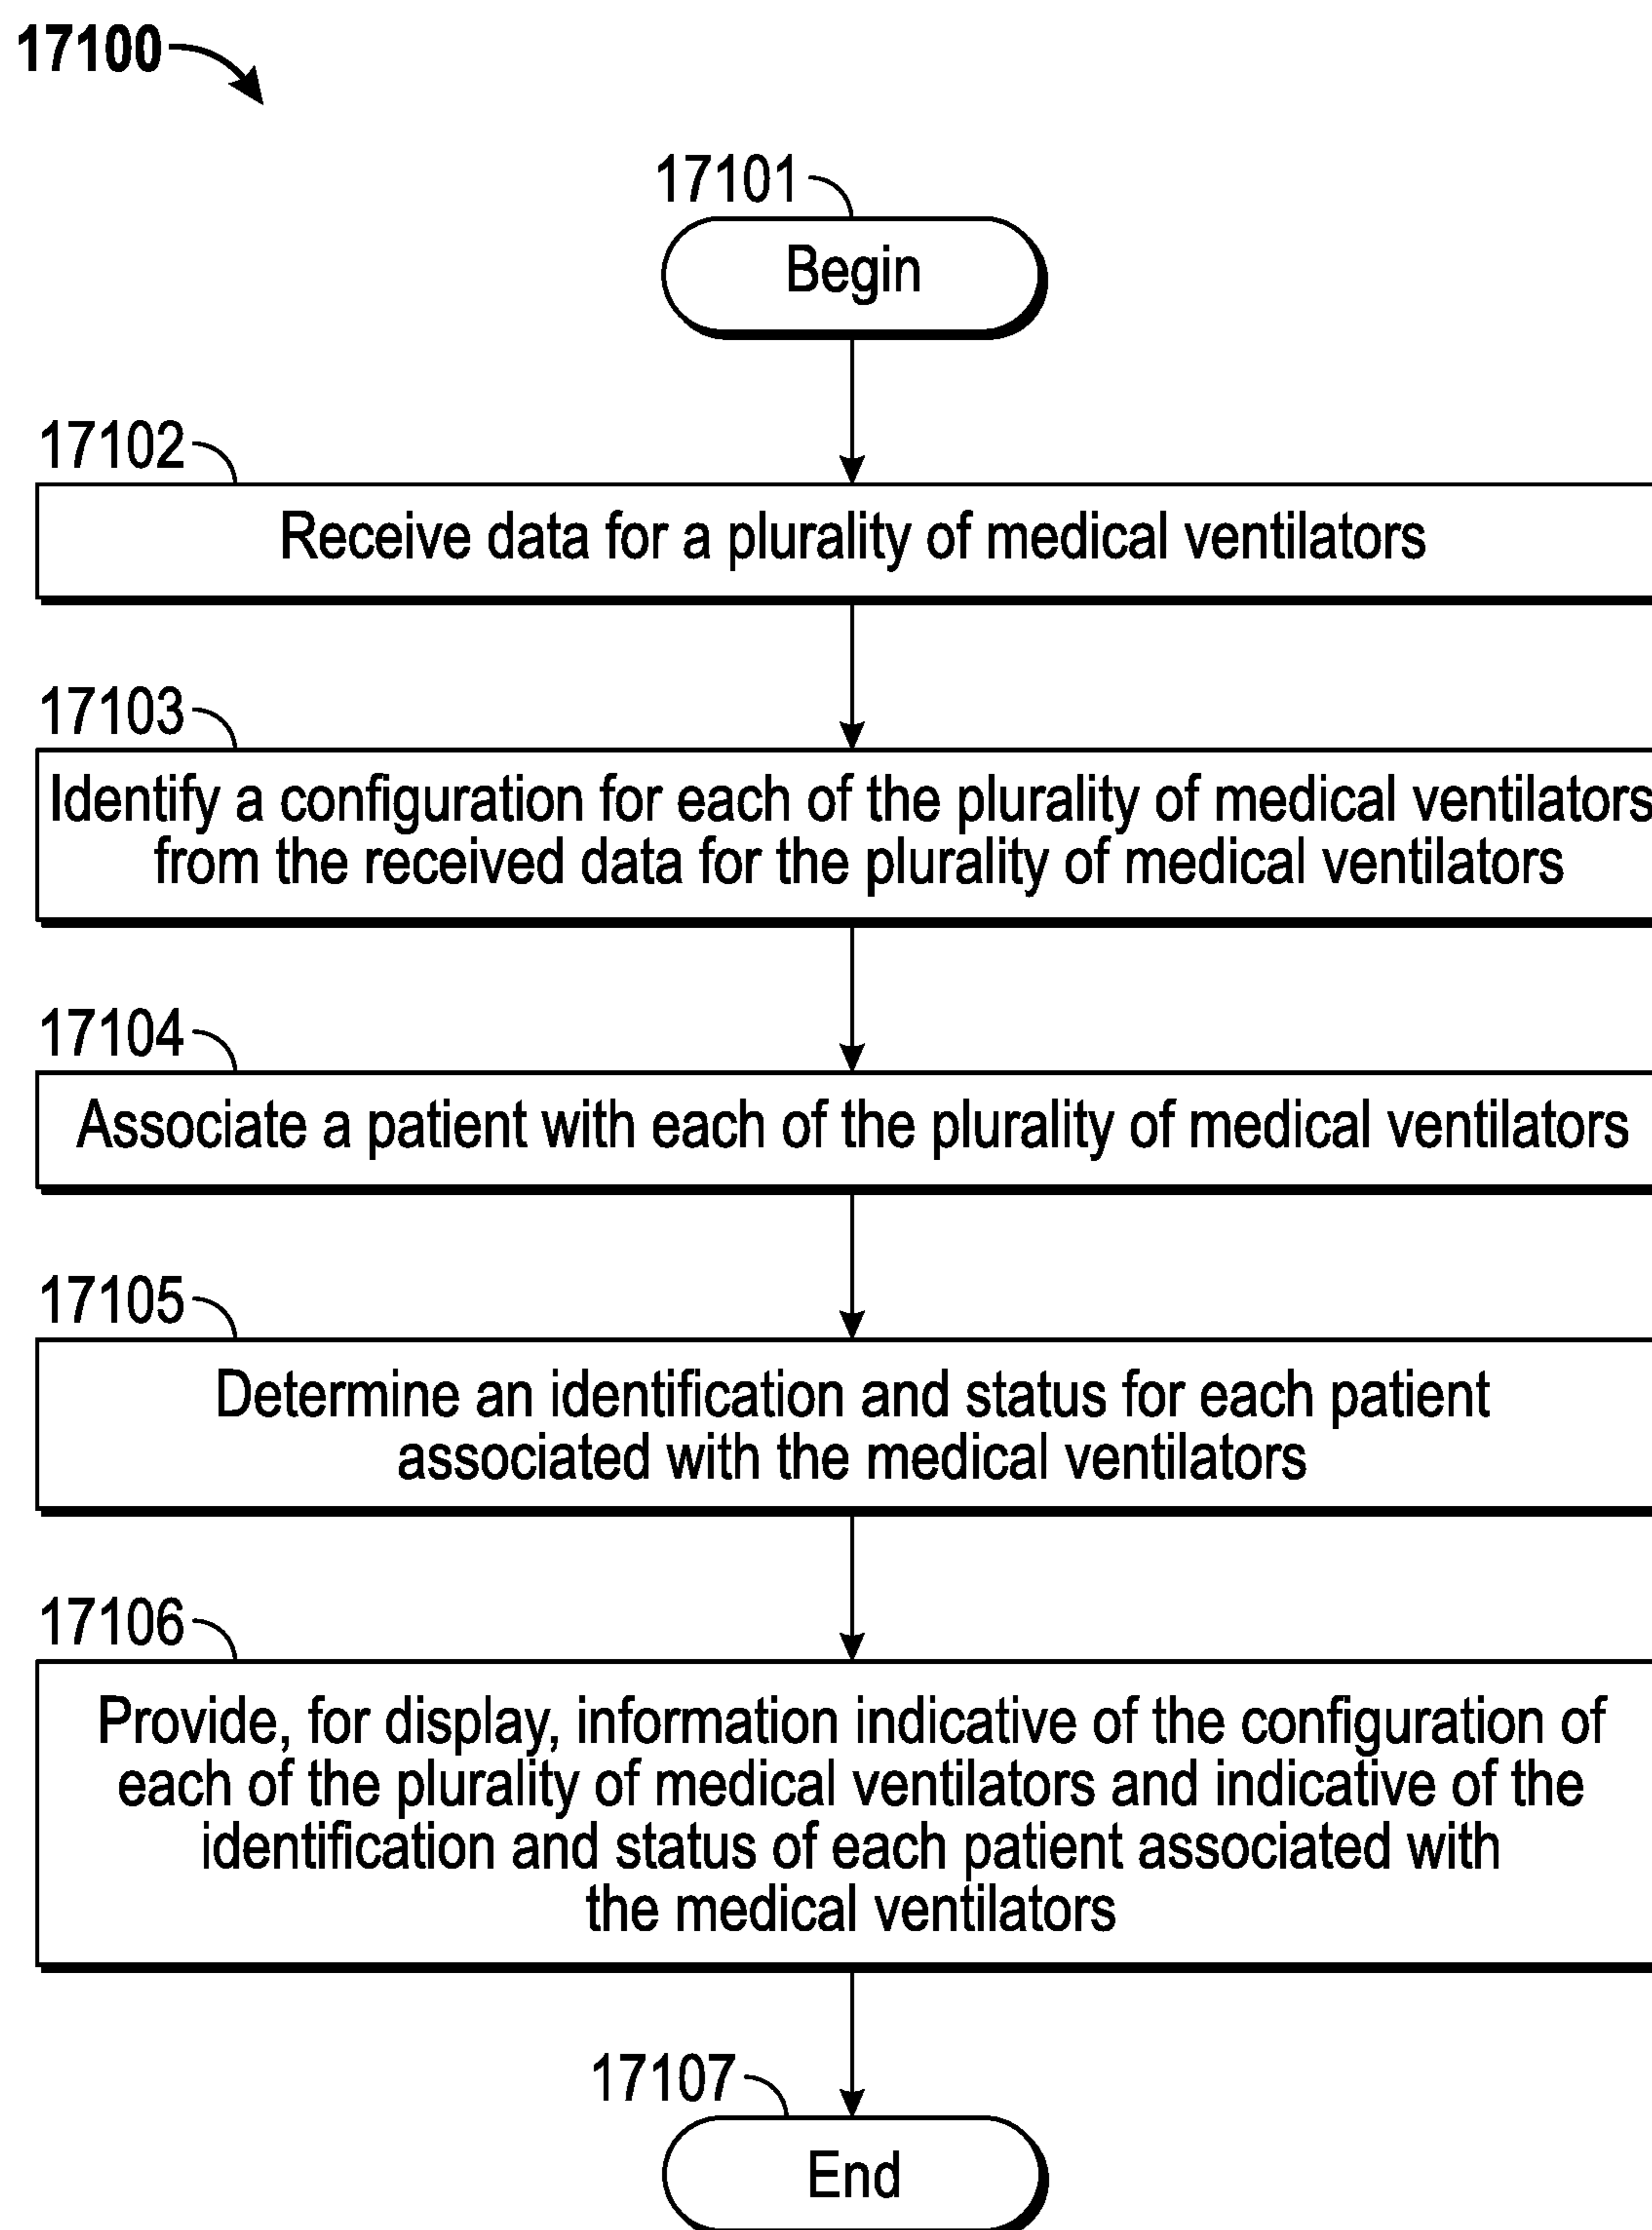 17100
17101
Begin
17102
Receive data for a plurality of medical ventilators
17103
Identify a configuration for each of the plurality of medical ventilators
from the received data for the plurality of medical ventilators
17104
Associate a patient with each of the plurality of medical ventilators
17105
Determine an identification and status for each patient
associated with the medical ventilators
17106
Provide, for display, information indicative of the configuration of
each of the plurality of medical ventilators and indicative of the
identification and status of each patient associated with
the medical ventilators
17107
End